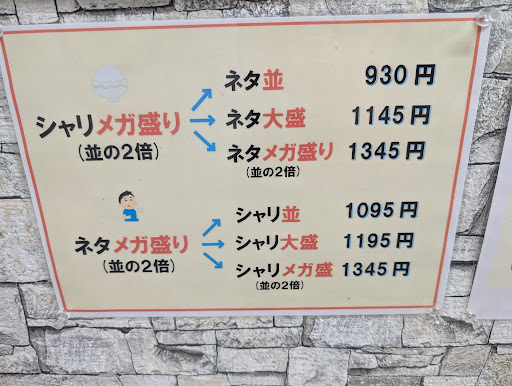 ネタ並 930円
シャリメガ盛り ネタ大盛 1145円
(並の2倍) ネタメガ盛り 1345円
(並の2倍)
シャリ並 1095円
ネタメガ盛り シャリ大盛 1195円
(並の2倍) シャリメガ盛 1345円
(並の2倍)